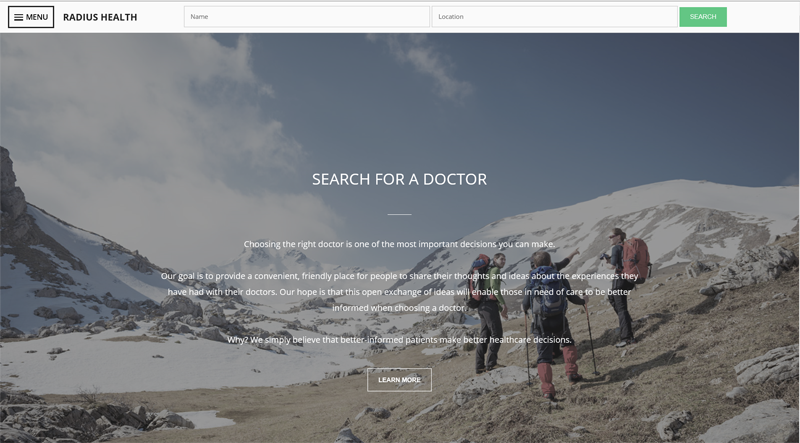 MENU
RADIUS HEALTH
Name
Location
SEARCH
SEARCH FOR A DOCTOR
Choosing the right doctor is one of the most important decisions you can make.
Our goal is to provide a convenient, friendly place for people to share their thoughts and ideas about the experiences they
have had with their doctors. Our hope is that this open exchange of ideas will enable those in need of care to be better
informed when choosing a doctor.
Why? We simply believe that better-informed patients make better healthcare decisions.
LEARN MORE